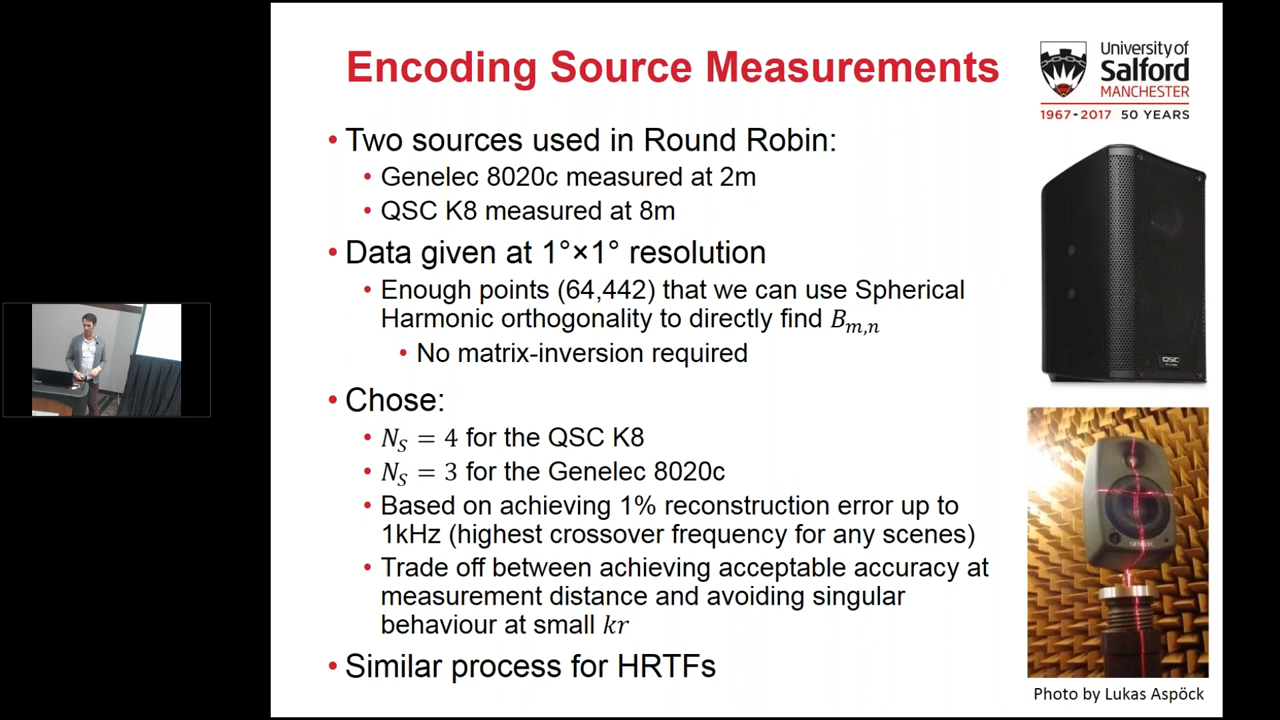 Encoding Source Measurements
University of
Salford
MANCHESTER
1967-2017 50 YEARS
• Two sources used in Round Robin:
• Genelec 8020c measured at 2m
• QSC K8 measured at 8m
• Data given at 1°×1° resolution
• Enough points (64,442) that we can use Spherical
Harmonic orthogonality to directly find B_{m,n}
• No matrix-inversion required
• Chose:
• N_S = 4 for the QSC K8
• N_S = 3 for the Genelec 8020c
• Based on achieving 1% reconstruction error up to
1kHz (highest crossover frequency for any scenes)
• Trade off between achieving acceptable accuracy at
measurement distance and avoiding singular
behaviour at small kr
• Similar process for HRTFs
QSC
GENELEC
Photo by Lukas Aspöck